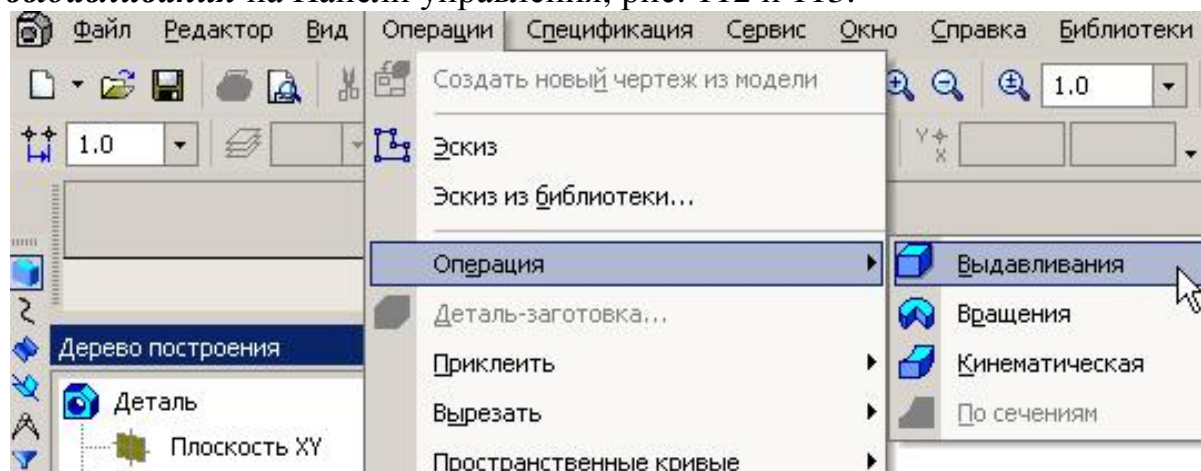 выдавливания на Панели управления, рис. 112 и 113.
Файл Редактор Вид Операции Спецификация Сервис Окно Справка Библиотеки
Создать новый чертеж из модели
1.0
1.0
Эскиз
Эскиз из библиотеки...
Операция
Выдавливания
Деталь-заготовка...
Вращения
Дерево построения
Приклеить
Кинематическая
Деталь
Вырезать
По сечениям
Плоскость XY
Пространственные кривые